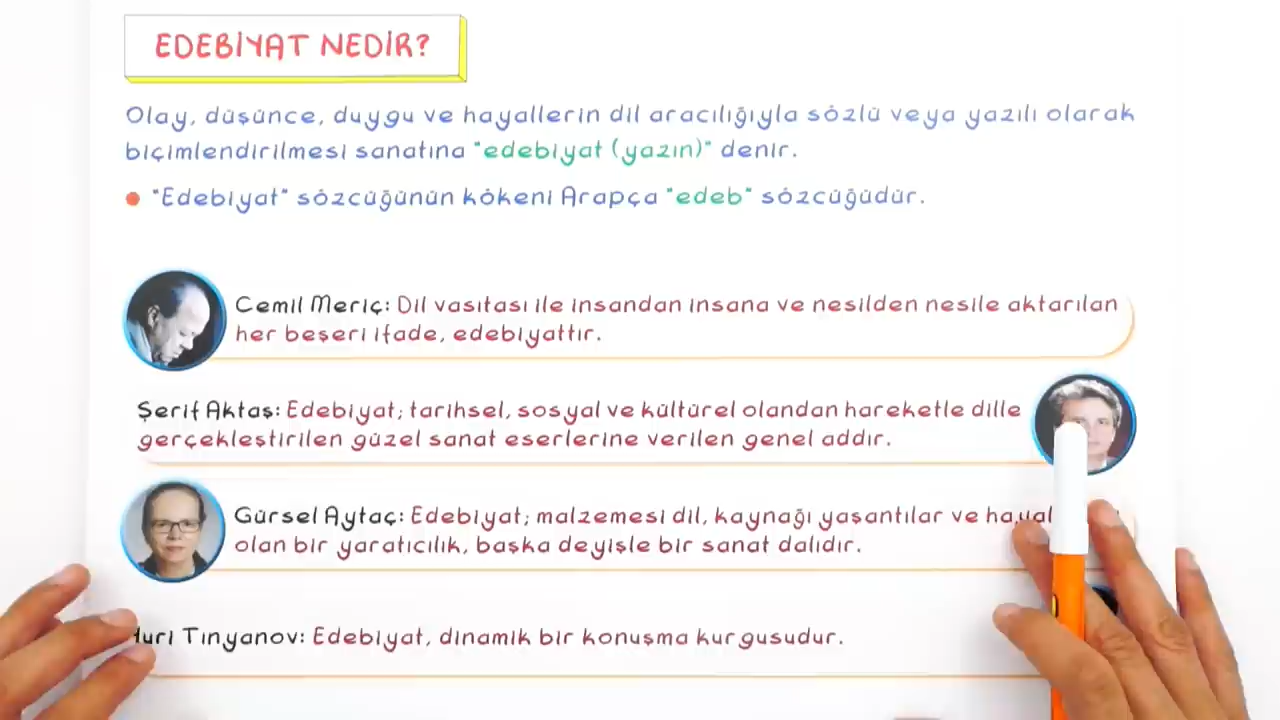 EDEBİYAT NEDİR?
Olay, düşünce, duygu ve hayallerin dil aracılığıyla sözlü veya yazılı olarak
biçimlendirilmesi sanatına "edebiyat (yazın)" denir.
"Edebiyat" sözcüğünün kökeni Arapça "edeb" sözcüğüdür.
Cemil Meriç: Dil vasıtası ile insandan insana ve nesilden nesile aktarılan
her beşeri ifade, edebiyattır.
Şerif Aktaş: Edebiyat; tarihsel, sosyal ve kültürel olandan hareketle dille
gerçekleştirilen güzel sanat eserlerine verilen genel addır.
Gürsel Aytaç: Edebiyat; malzemesi dil, kaynağı yaşantılar ve hayal
olan bir yaratıcılık, başka deyişle bir sanat dalıdır.
Tınyanov: Edebiyat, dinamik bir konuşma kurgusudur.